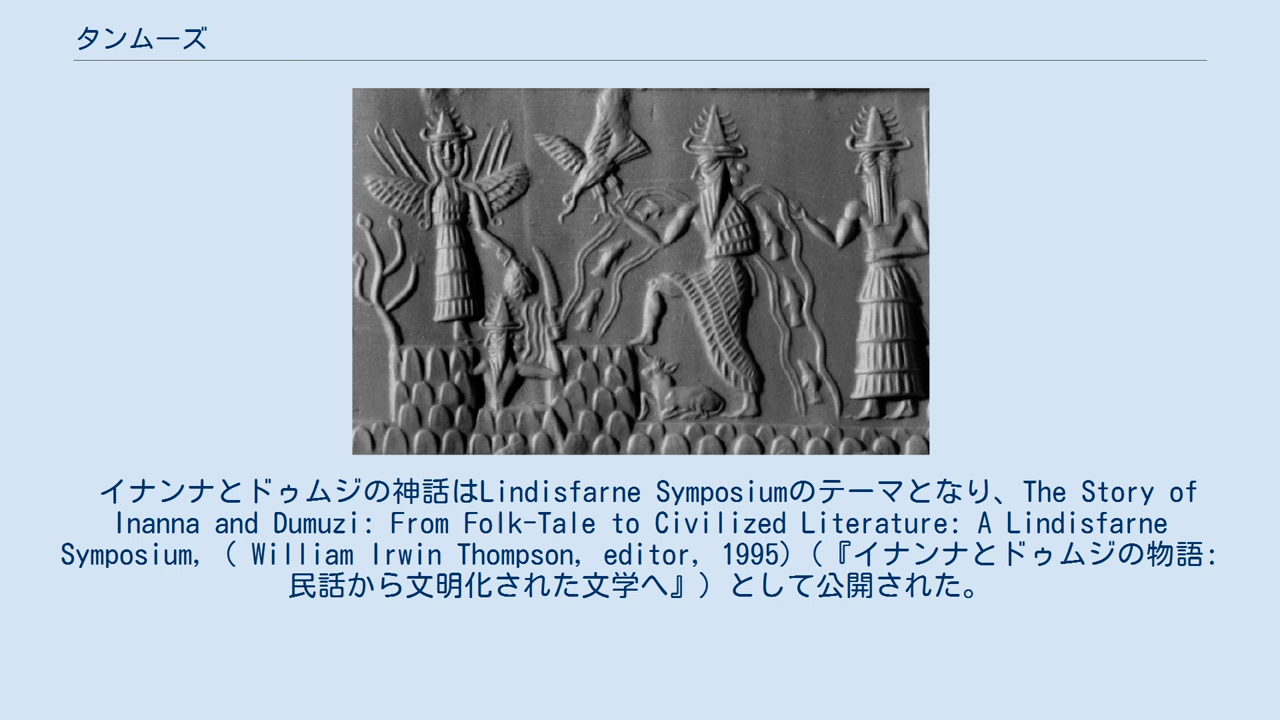 タンムーズ
イナンナとドゥムジの神話はLindisfarne Symposiumのテーマとなり、The Story of
Inanna and Dumuzi: From Folk-Tale to Civilized Literature: A Lindisfarne
Symposium, ( William Irwin Thompson, editor, 1995)(『イナンナとドゥムジの物語:
民話から文明化された文学へ』）として公開された。